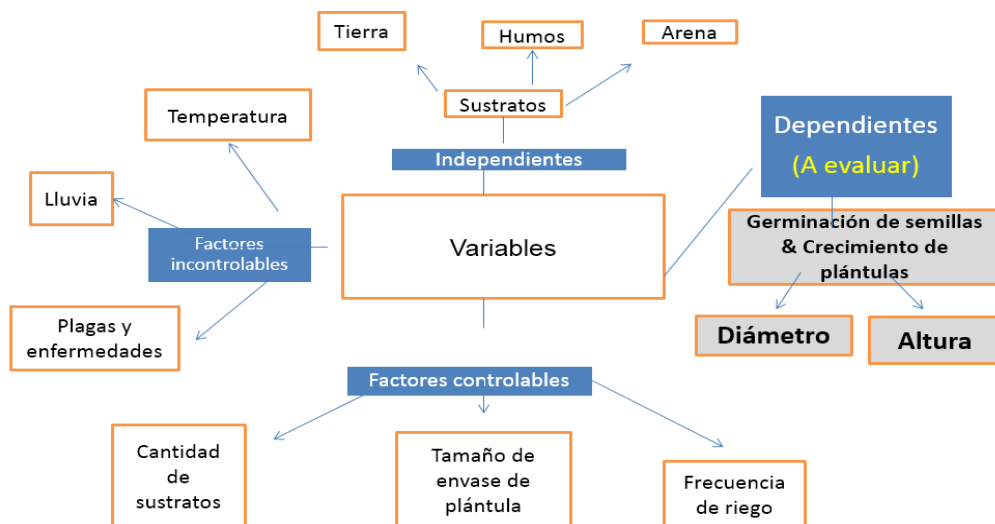 Tierra
Humos
Arena
Sustratos
Temperatura
Independientes
Dependientes
(A evaluar)
Lluvia
Germinación de semillas
& Crecimiento de
plántulas
Factores
incontrolables
Variables
Plagas y
enfermedades
Diámetro
Altura
Factores controlables
Cantidad
de
sustratos
Tamaño de
envase de
plántula
Frecuencia
de riego